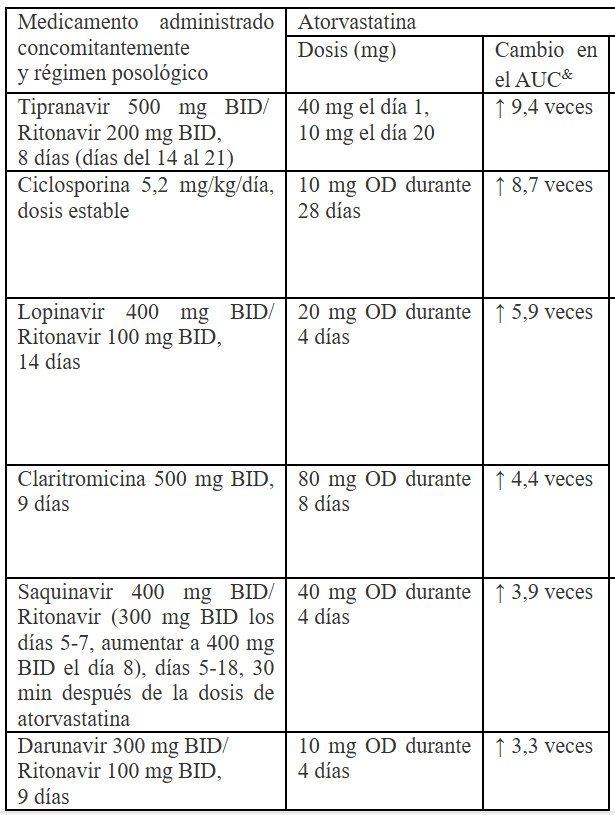 Medicamento administrado
concomitantemente
y régimen posológico
Atorvastatina
Dosis (mg)
Cambio en
el AUC&
Tipranavir 500 mg BID/
Ritonavir 200 mg BID,
8 días (días del 14 al 21)
40 mg el día 1,
10 mg el día 20
↑ 9,4 veces
Ciclosporina 5,2 mg/kg/día,
dosis estable
10 mg OD durante
28 días
↑ 8,7 veces
Lopinavir 400 mg BID/
Ritonavir 100 mg BID,
14 días
20 mg OD durante
4 días
↑ 5,9 veces
Claritromicina 500 mg BID,
9 días
80 mg OD durante
8 días
↑ 4,4 veces
Saquinavir 400 mg BID/
Ritonavir (300 mg BID los
días 5-7, aumentar a 400 mg
BID el día 8), días 5-18, 30
min después de la dosis de
atorvastatina
40 mg OD durante
4 días
↑ 3,9 veces
Darunavir 300 mg BID/
Ritonavir 100 mg BID,
9 días
10 mg OD durante
4 días
↑ 3,3 veces